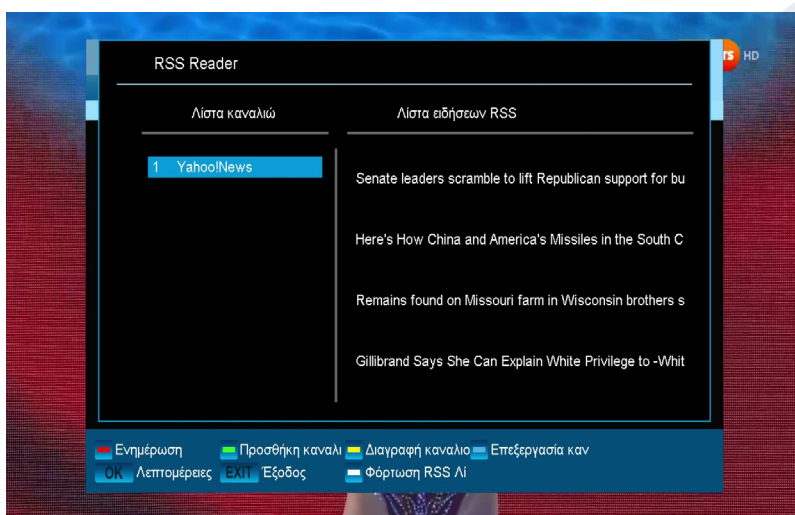 RSS Reader
TS HD
Λίστα καναλιώ
Λίστα ειδήσεων RSS
1 Yahoo!News
Senate leaders scramble to lift Republican support for bu
Here's How China and America's Missiles in the South C
Remains found on Missouri farm in Wisconsin brothers s
Gillibrand Says She Can Explain White Privilege to -Whit
Ενημέρωση Προσθήκη καναλι Διαγραφή καναλιο Επεξεργασία καν
OK Λεπτομέρειες EXIT Έξοδος Φόρτωση RSS Λί